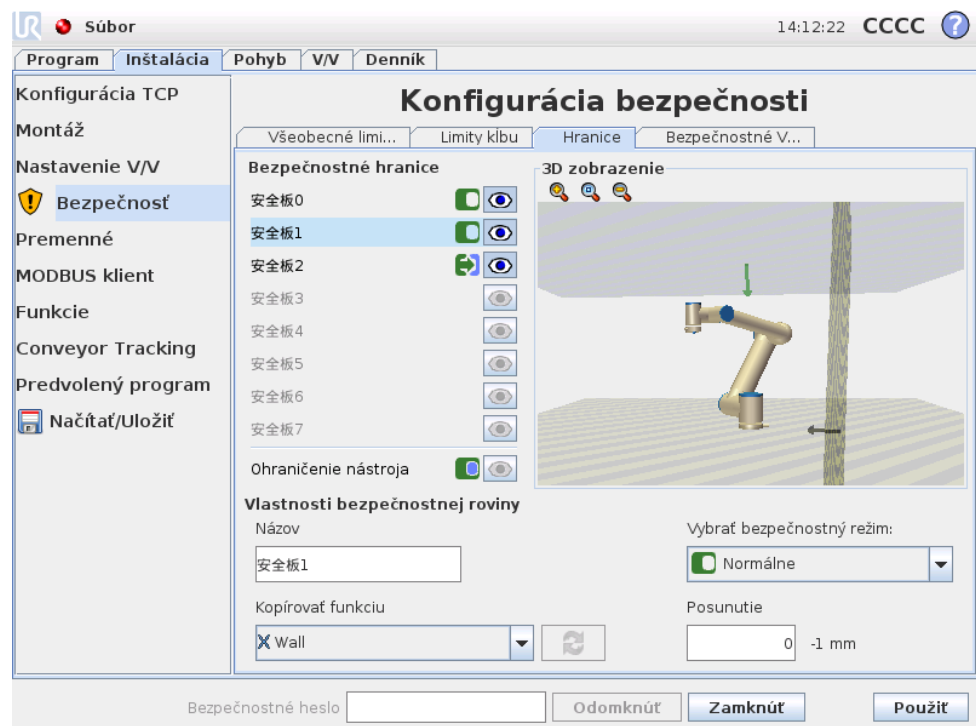 UR Súbor 14:12:22 CCCC ?
Program Inštalácia Pohyb V/V Denník
Konfigurácia TCP
Montáž
Nastavenie V/V
Bezpečnosť
Premenné
MODBUS klient
Funkcie
Conveyor Tracking
Predvolený program
Načítať/Uložiť
Konfigurácia bezpečnosti
Všeobecné limi... Limity kĺbu Hranice Bezpečnostné V...
Bezpečnostné hranice
安全板0
安全板1
安全板2
安全板3
安全板4
安全板5
安全板6
安全板7
Ohraničenie nástroja
3D zobrazenie
Vlastnosti bezpečnostnej roviny
Názov
安全板1
Vybrať bezpečnostný režim:
Normálne
Kopírovať funkciu
Wall
Posunutie
0 -1 mm
Bezpečnostné heslo Odomknúť Zamknúť Použiť